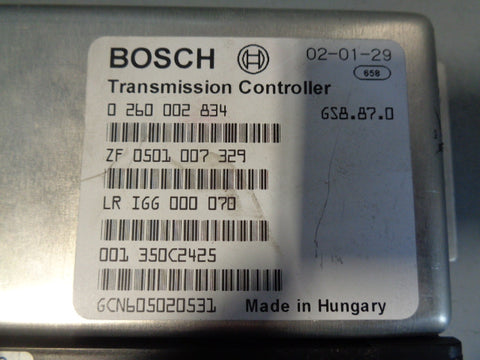 BOSCH 02-01-29
658
Transmission Controller
0 260 002 834 GS8.87.0
ZF 0501 007 329
LR IGG 000 070
001 350C2425
GCN605020531 Made in Hungary